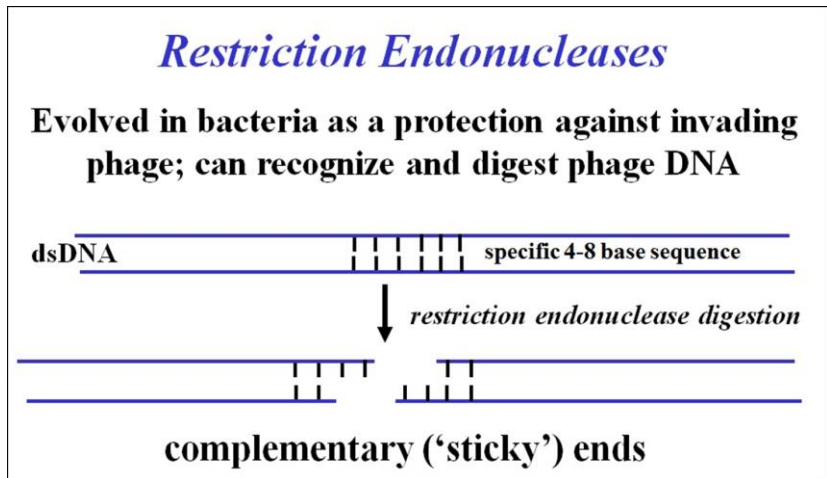 Restriction Endonucleases
Evolved in bacteria as a protection against invading
phage; can recognize and digest phage DNA
dsDNA
specific 4-8 base sequence
restriction endonuclease digestion
complementary (‘sticky’) ends